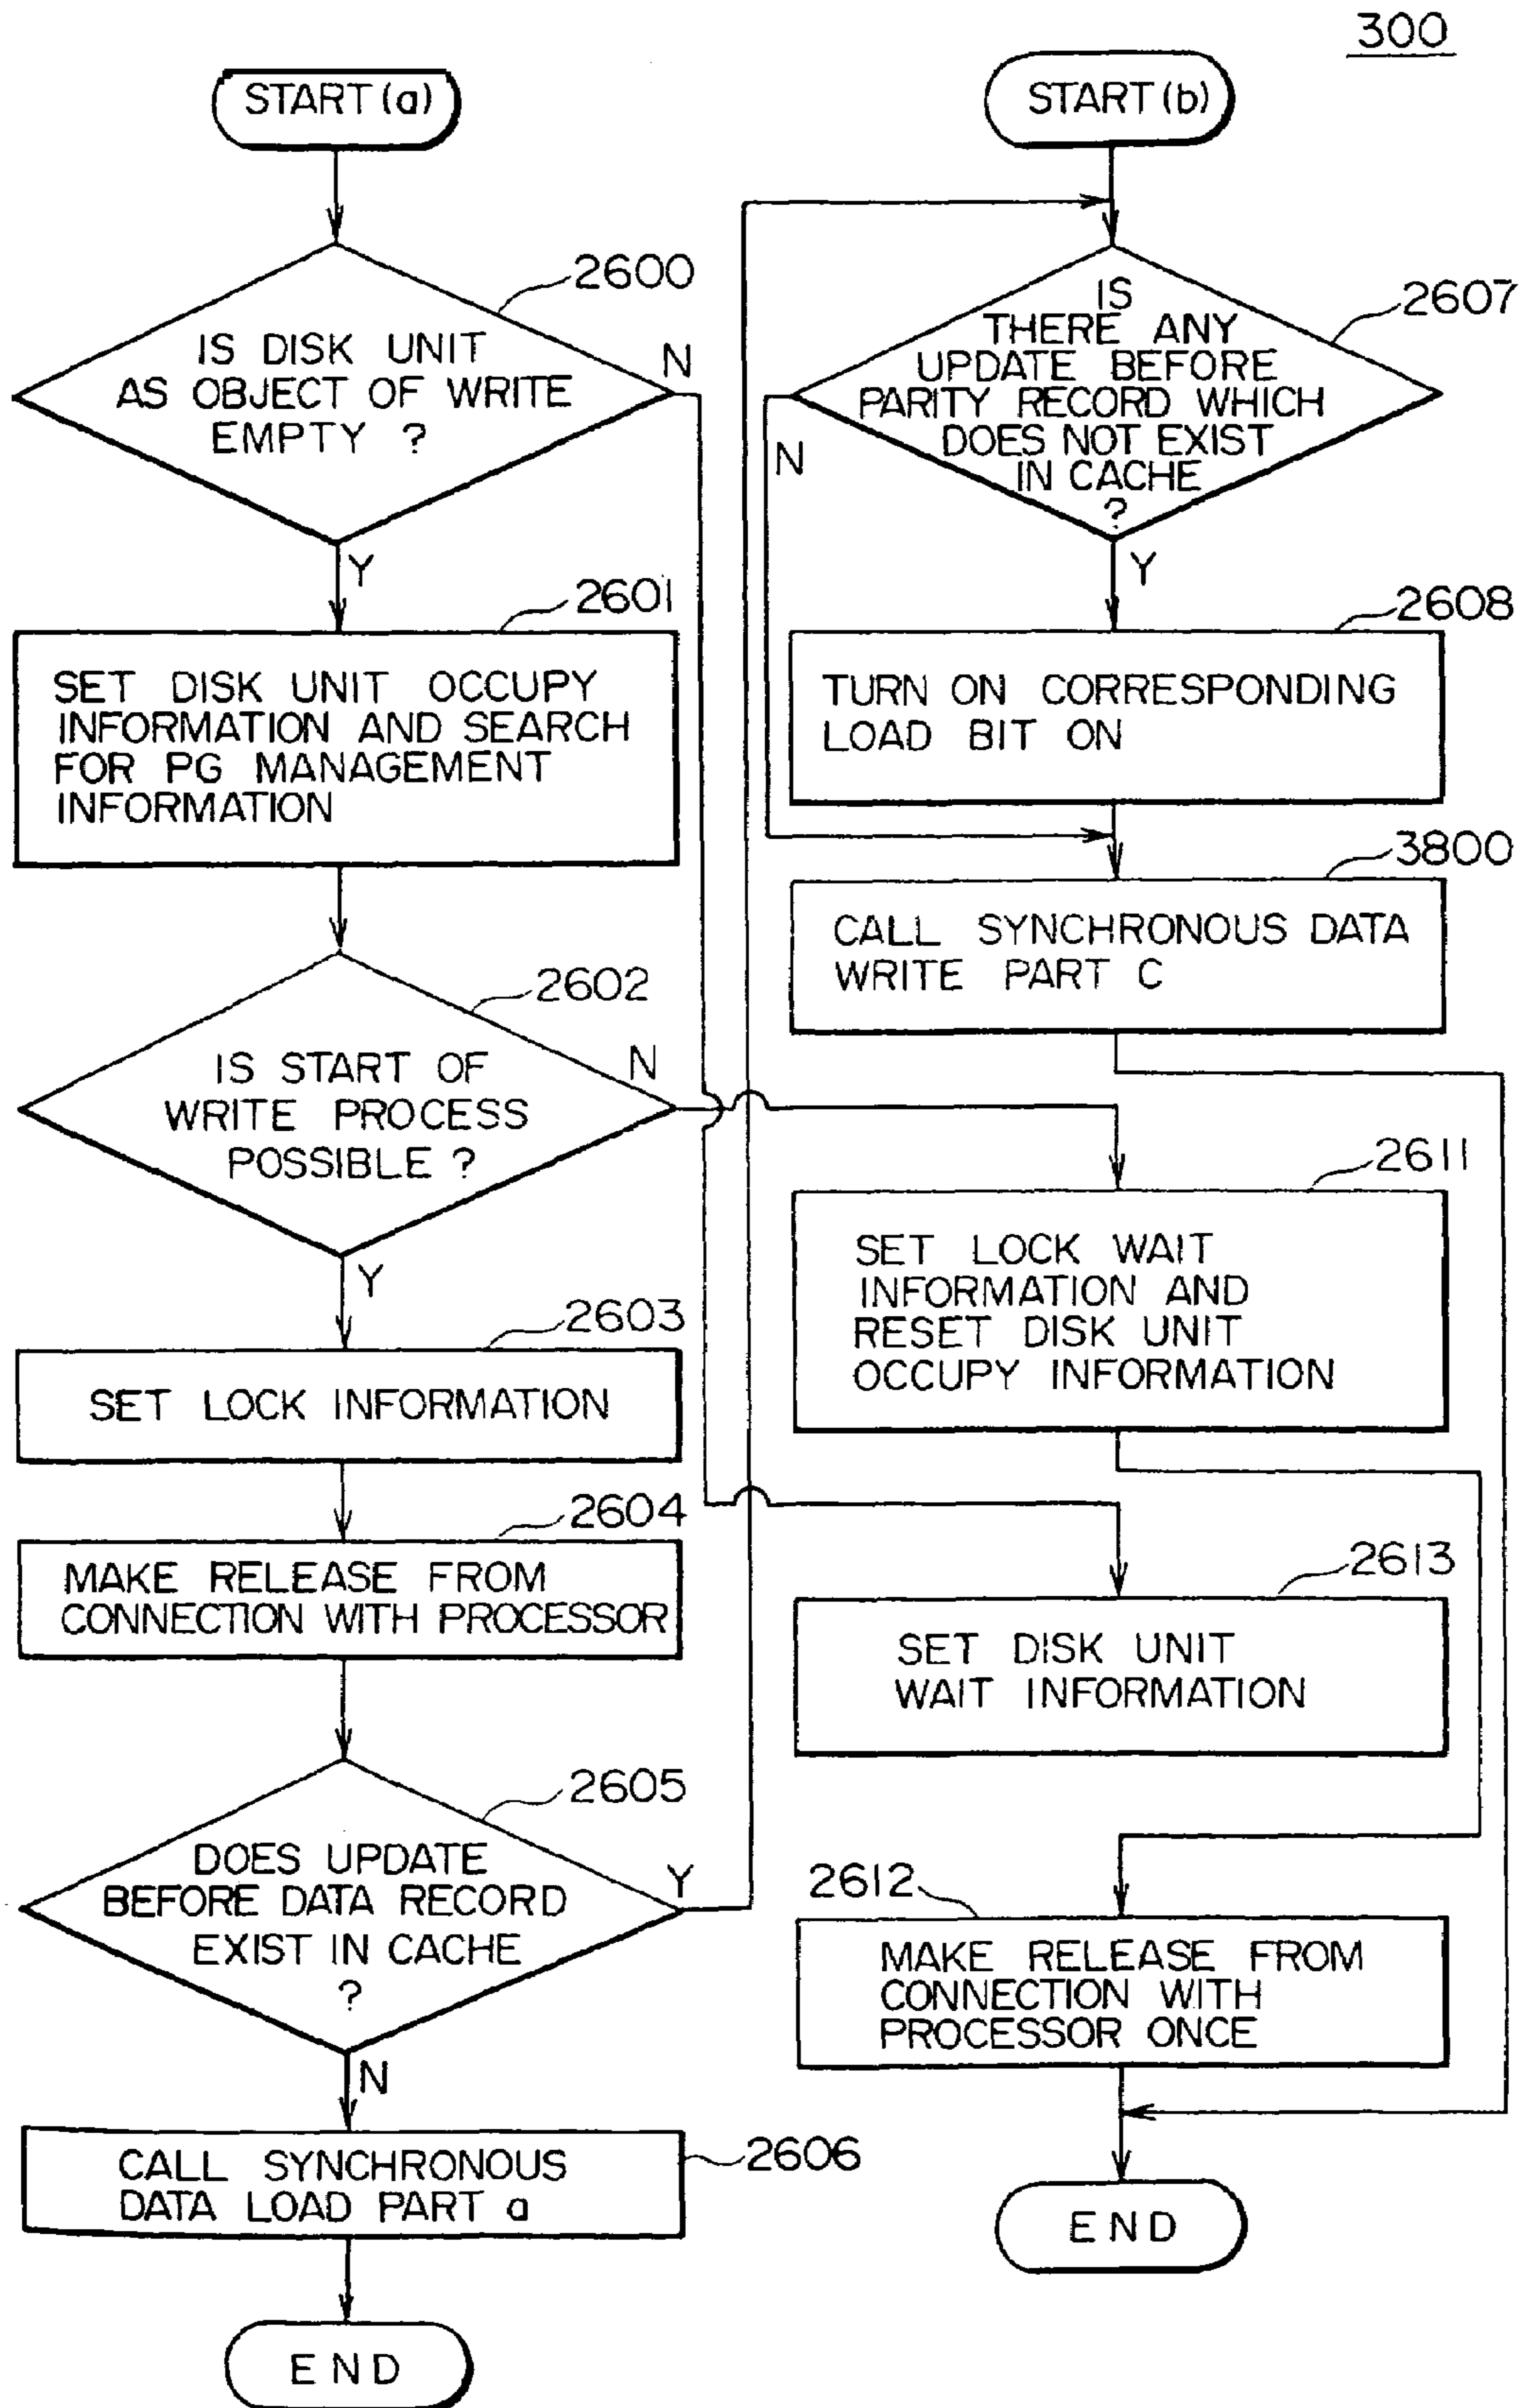 300
START (a)
2600
IS DISK UNIT
AS OBJECT OF WRITE
EMPTY ?
N
Y
2601
SET DISK UNIT OCCUPY
INFORMATION AND SEARCH
FOR PG MANAGEMENT
INFORMATION
2602
IS START OF
WRITE PROCESS
POSSIBLE ?
N
Y
2603
SET LOCK INFORMATION
2604
MAKE RELEASE FROM
CONNECTION WITH PROCESSOR
2605
DOES UPDATE
BEFORE DATA RECORD
EXIST IN CACHE
?
Y
N
2606
CALL SYNCHRONOUS
DATA LOAD PART a
END
START (b)
2607
IS
THERE ANY
UPDATE BEFORE
PARITY RECORD WHICH
DOES NOT EXIST
IN CACHE
?
N
Y
2608
TURN ON CORRESPONDING
LOAD BIT ON
3800
CALL SYNCHRONOUS DATA
WRITE PART C
2611
SET LOCK WAIT
INFORMATION AND
RESET DISK UNIT
OCCUPY INFORMATION
2613
SET DISK UNIT
WAIT INFORMATION
2612
MAKE RELEASE FROM
CONNECTION WITH
PROCESSOR ONCE
END